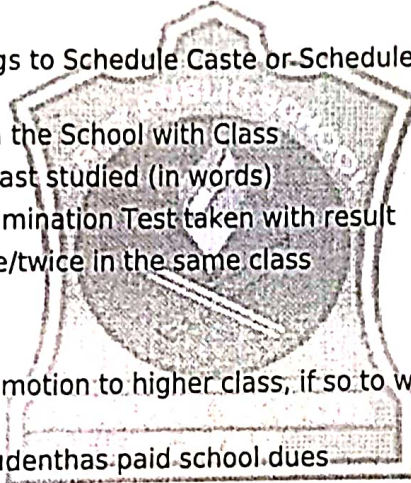 gs to Schedule Caste or Schedule
the School with Class
ast studied (in words)
mination Test taken with result
e/twice in the same class
motion to higher class, if so to w
udenthas paid school dues